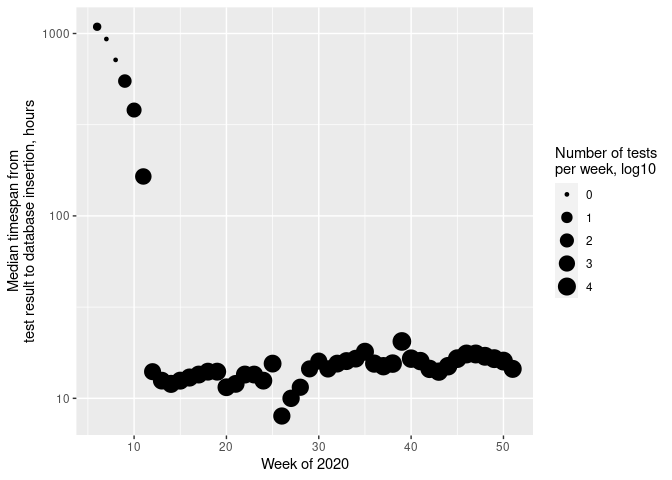 1000
100
10
10
20
30
40
50
Week of 2020
Median timespan from
test result to database insertion, hours
Number of tests
per week, log10
0
1
2
3
4